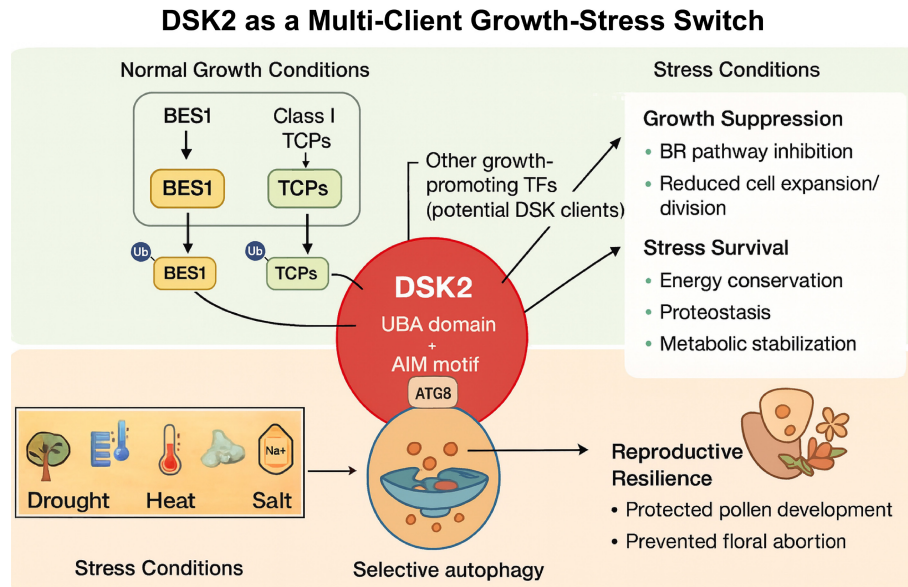 DSK2 as a Multi-Client Growth-Stress Switch
Normal Growth Conditions
BES1
Class I
TCPs
BES1
TCPs
Ub
BES1
Ub
TCPs
Other growth-
promoting TFs
(potential DSK clients)
Stress Conditions
Growth Suppression
• BR pathway inhibition
• Reduced cell expansion/
division
Stress Survival
• Energy conservation
• Proteostasis
• Metabolic stabilization
DSK2
UBA domain
+
AIM motif
ATG8
Na+
Drought
Heat
Salt
Stress Conditions
Selective autophagy
Reproductive
Resilience
• Protected pollen development
• Prevented floral abortion